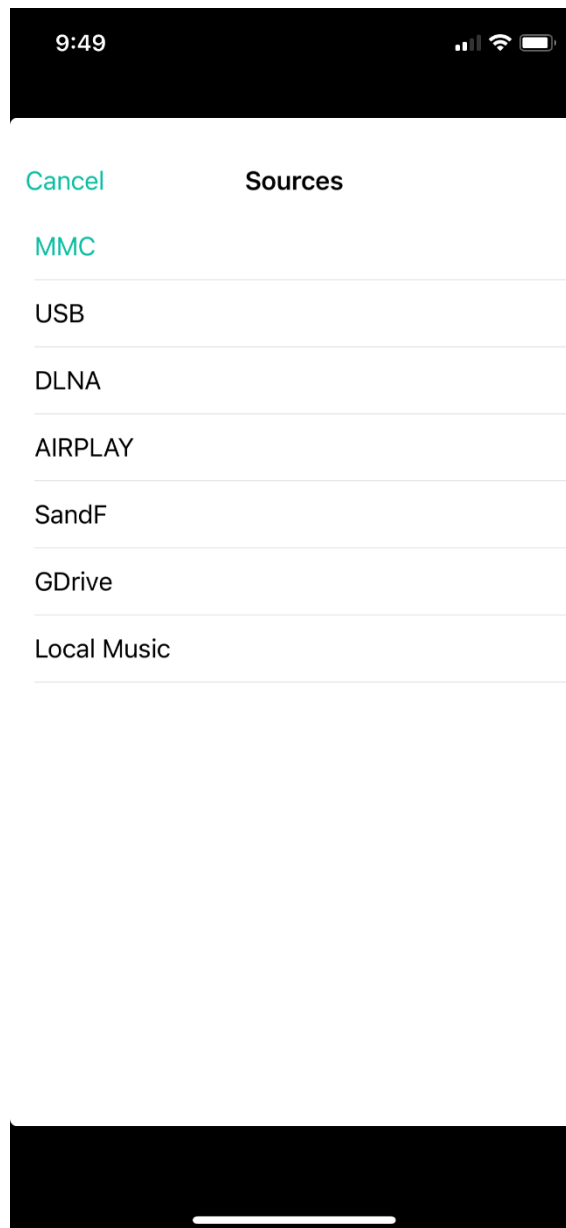 9:49
Cancel Sources
MMC
USB
DLNA
AIRPLAY
SandF
GDrive
Local Music